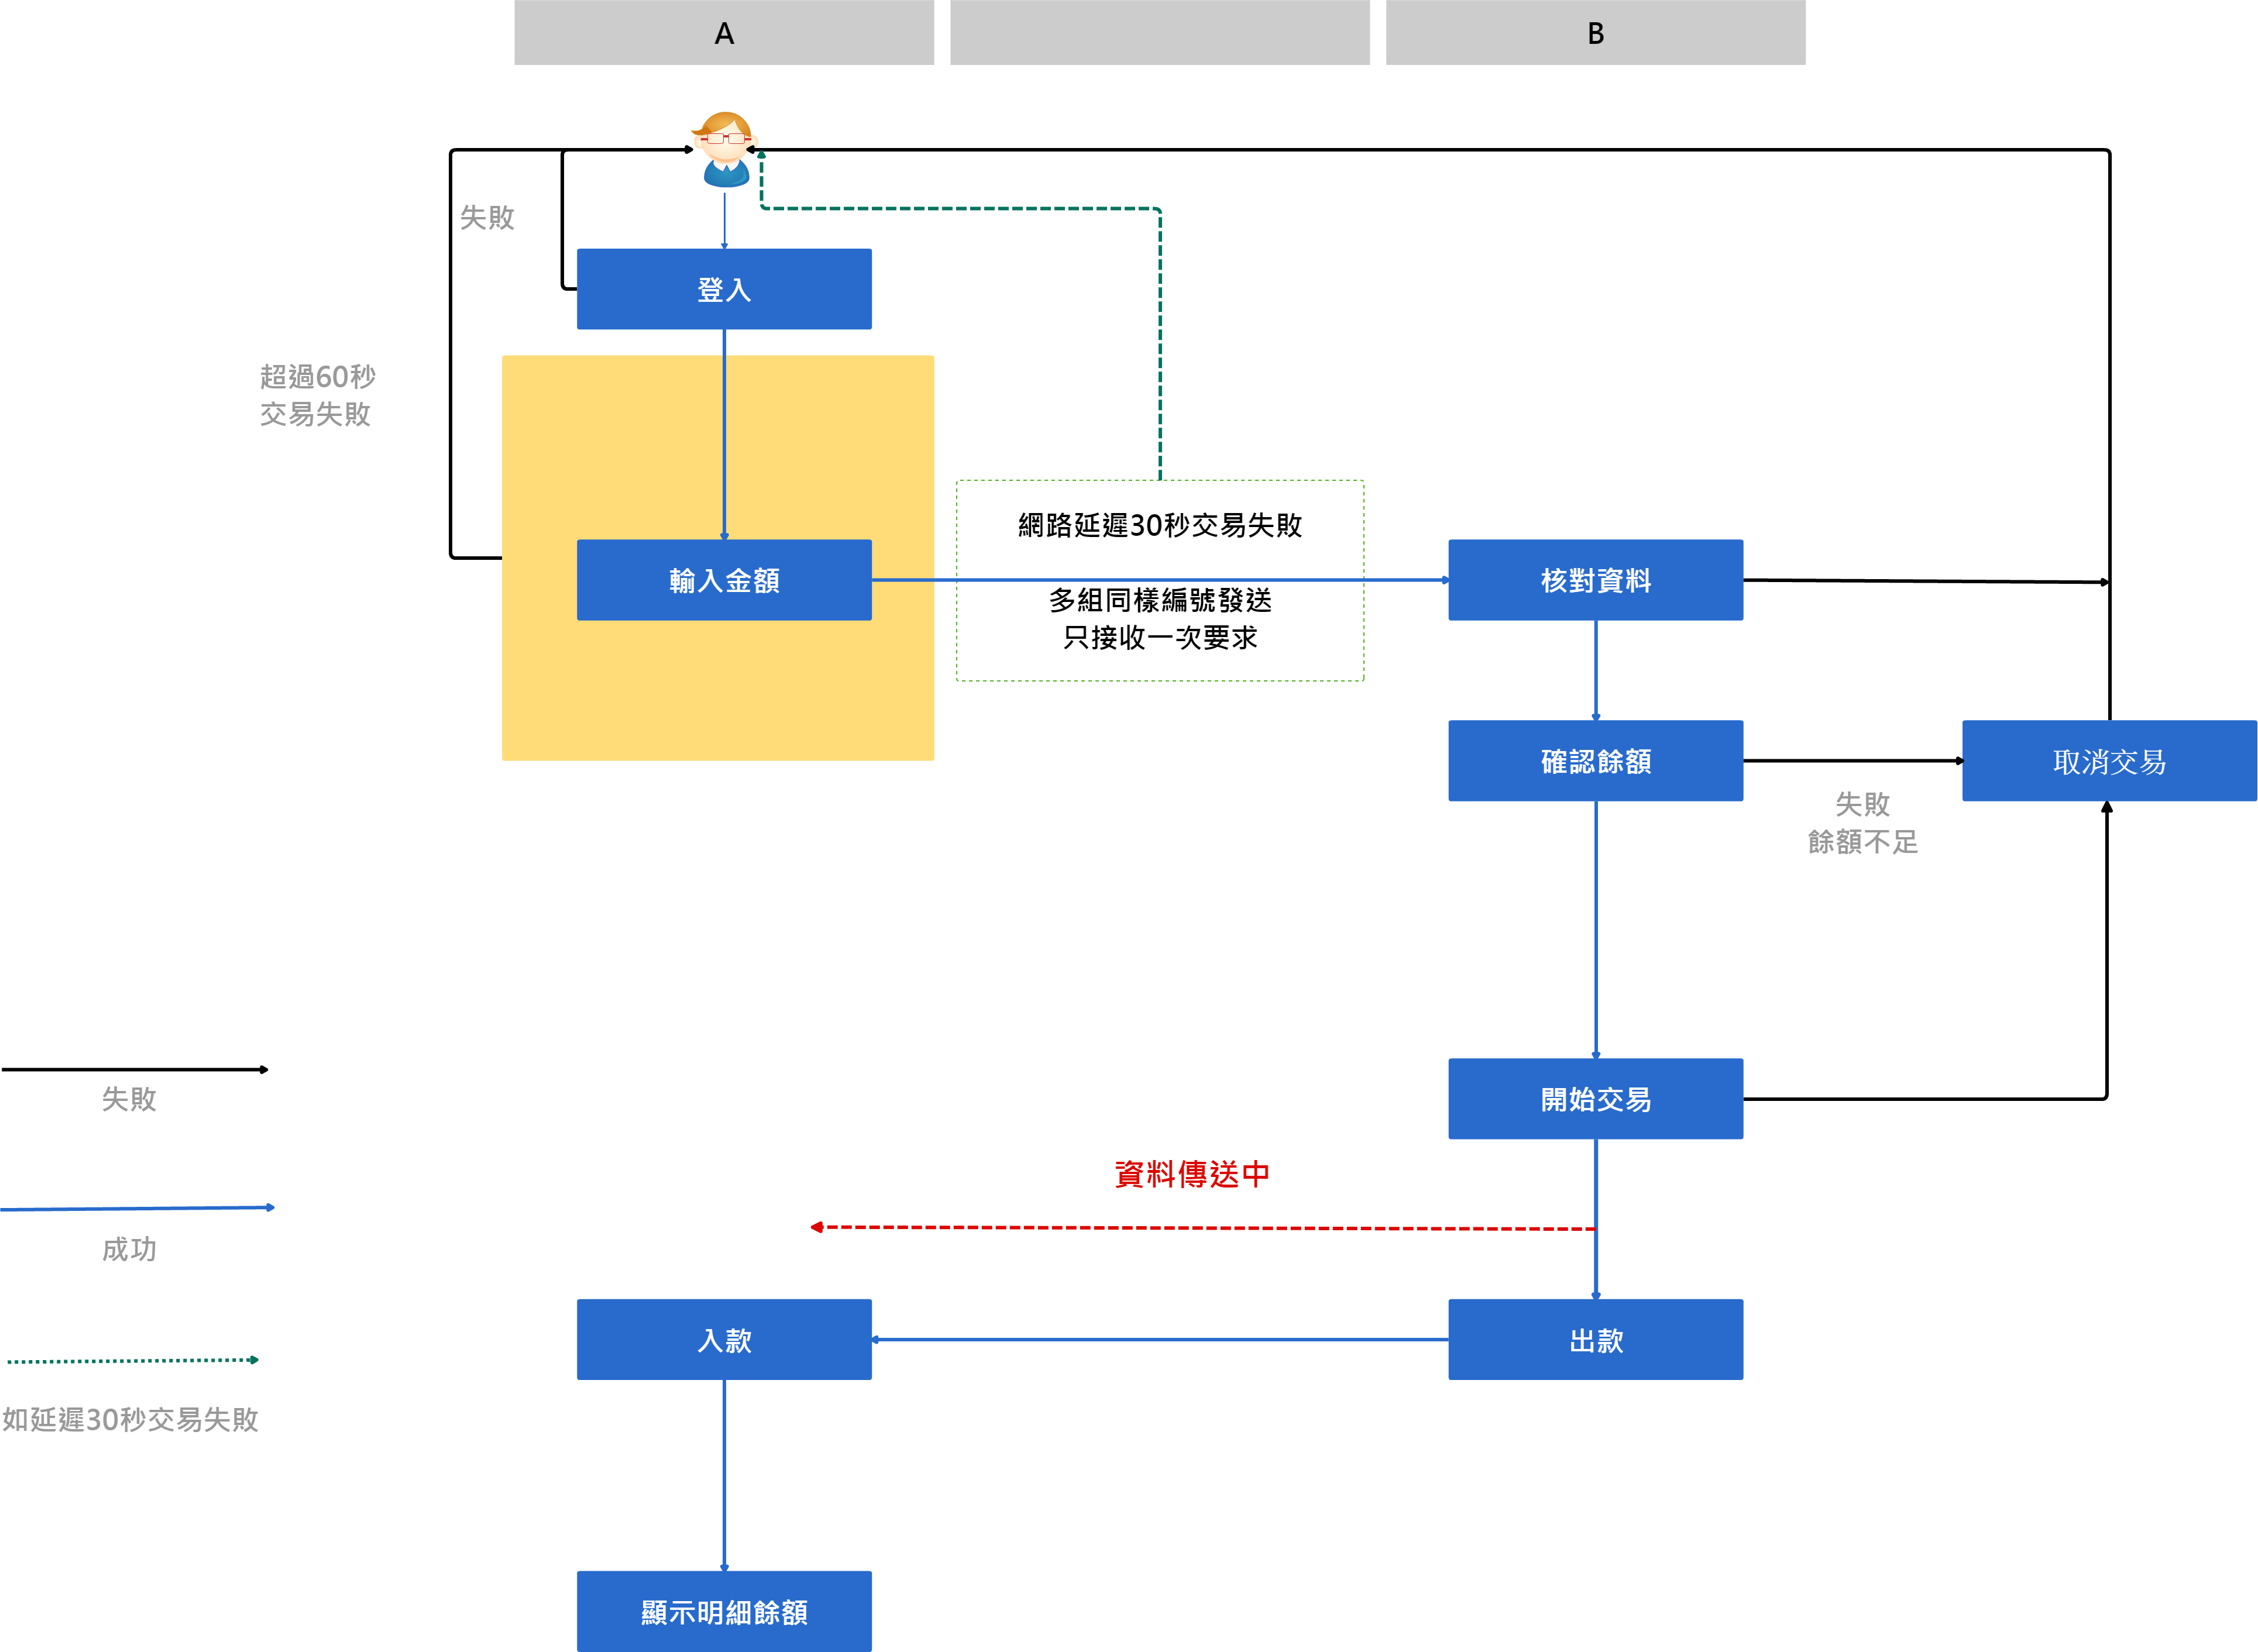 A
B
失敗
登入
超過60秒
交易失敗
網路延遲30秒交易失敗
輸入金額
多組同樣編號發送
只接收一次要求
核對資料
確認餘額
取消交易
失敗
餘額不足
失敗
開始交易
資料傳送中
成功
入款
出款
如延遲30秒交易失敗
顯示明細餘額